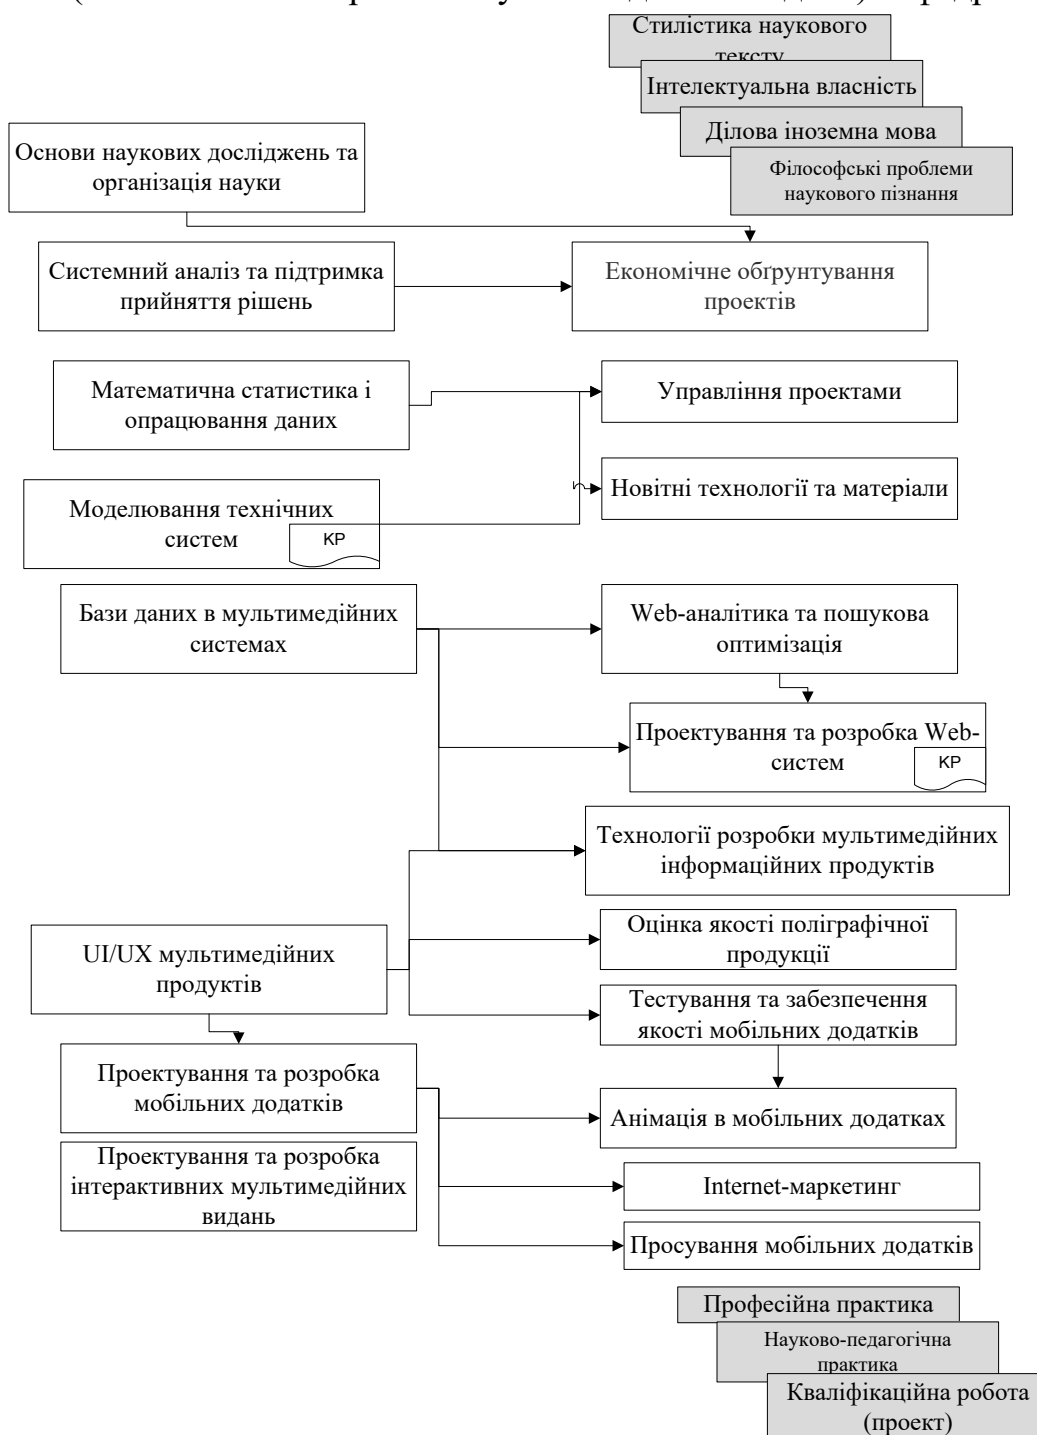 Стилістика наукового
тексту
Інтелектуальна власність
Ділова іноземна мова
Філософські проблеми
наукового пізнання
Основи наукових досліджень та
організація науки
Системний аналіз та підтримка
прийняття рішень
Економічне обґрунтування
проектів
Математична статистика і
опрацювання даних
Управління проектами
Новітні технології та матеріали
Моделювання технічних
систем
КР
Бази даних в мультимедійних
системах
Web-аналітика та пошукова
оптимізація
Проектування та розробка Web-
систем
КР
Технології розробки мультимедійних
інформаційних продуктів
UI/UX мультимедійних
продуктів
Оцінка якості поліграфічної
продукції
Тестування та забезпечення
якості мобільних додатків
Проектування та розробка
мобільних додатків
Анімація в мобільних додатках
Проектування та розробка
інтерактивних мультимедійних
видань
Internet-маркетинг
Просування мобільних додатків
Професійна практика
Науково-педагогічна
практика
Кваліфікаційна робота
(проект)